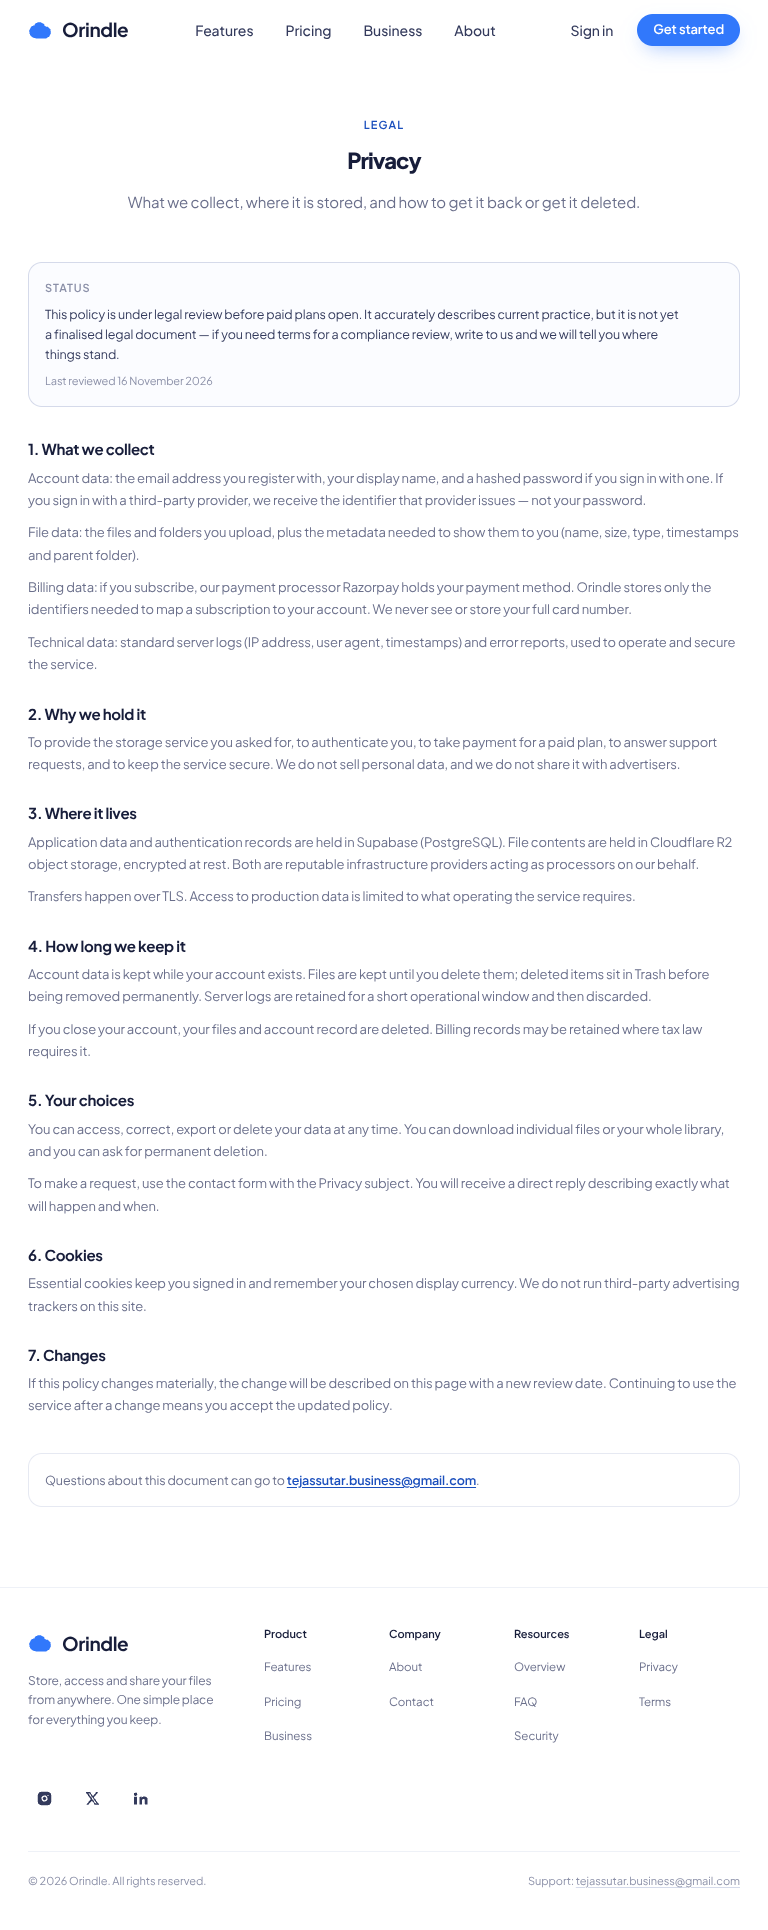 Orindle
Features
Pricing
Business
About
Sign in
Get started
LEGAL
Privacy
What we collect, where it is stored, and how to get it back or get it deleted.
STATUS
This policy is under legal review before paid plans open. It accurately describes current practice, but it is not yet
a finalised legal document — if you need terms for a compliance review, write to us and we will tell you where
things stand.
Last reviewed 16 November 2026
1. What we collect
Account data: the email address you register with, your display name, and a hashed password if you sign in with one. If
you sign in with a third-party provider, we receive the identifier that provider issues — not your password.
File data: the files and folders you upload, plus the metadata needed to show them to you (name, size, type, timestamps
and parent folder).
Billing data: if you subscribe, our payment processor Razorpay holds your payment method. Orindle stores only the
identifiers needed to map a subscription to your account. We never see or store your full card number.
Technical data: standard server logs (IP address, user agent, timestamps) and error reports, used to operate and secure
the service.
2. Why we hold it
To provide the storage service you asked for, to authenticate you, to take payment for a paid plan, to answer support
requests, and to keep the service secure. We do not sell personal data, and we do not share it with advertisers.
3. Where it lives
Application data and authentication records are held in Supabase (PostgreSQL). File contents are held in Cloudflare R2
object storage, encrypted at rest. Both are reputable infrastructure providers acting as processors on our behalf.
Transfers happen over TLS. Access to production data is limited to what operating the service requires.
4. How long we keep it
Account data is kept while your account exists. Files are kept until you delete them; deleted items sit in Trash before
being removed permanently. Server logs are retained for a short operational window and then discarded.
If you close your account, your files and account record are deleted. Billing records may be retained where tax law
requires it.
5. Your choices
You can access, correct, export or delete your data at any time. You can download individual files or your whole library,
and you can ask for permanent deletion.
To make a request, use the contact form with the Privacy subject. You will receive a direct reply describing exactly what
will happen and when.
6. Cookies
Essential cookies keep you signed in and remember your chosen display currency. We do not run third-party advertising
trackers on this site.
7. Changes
If this policy changes materially, the change will be described on this page with a new review date. Continuing to use the
service after a change means you accept the updated policy.
Questions about this document can go to tejassutar.business@gmail.com.
Orindle
Store, access and share your files
from anywhere. One simple place
for everything you keep.
Product
Features
Pricing
Business
Company
About
Contact
Resources
Overview
FAQ
Security
Legal
Privacy
Terms
© 2026 Orindle. All rights reserved.
Support: tejassutar.business@gmail.com